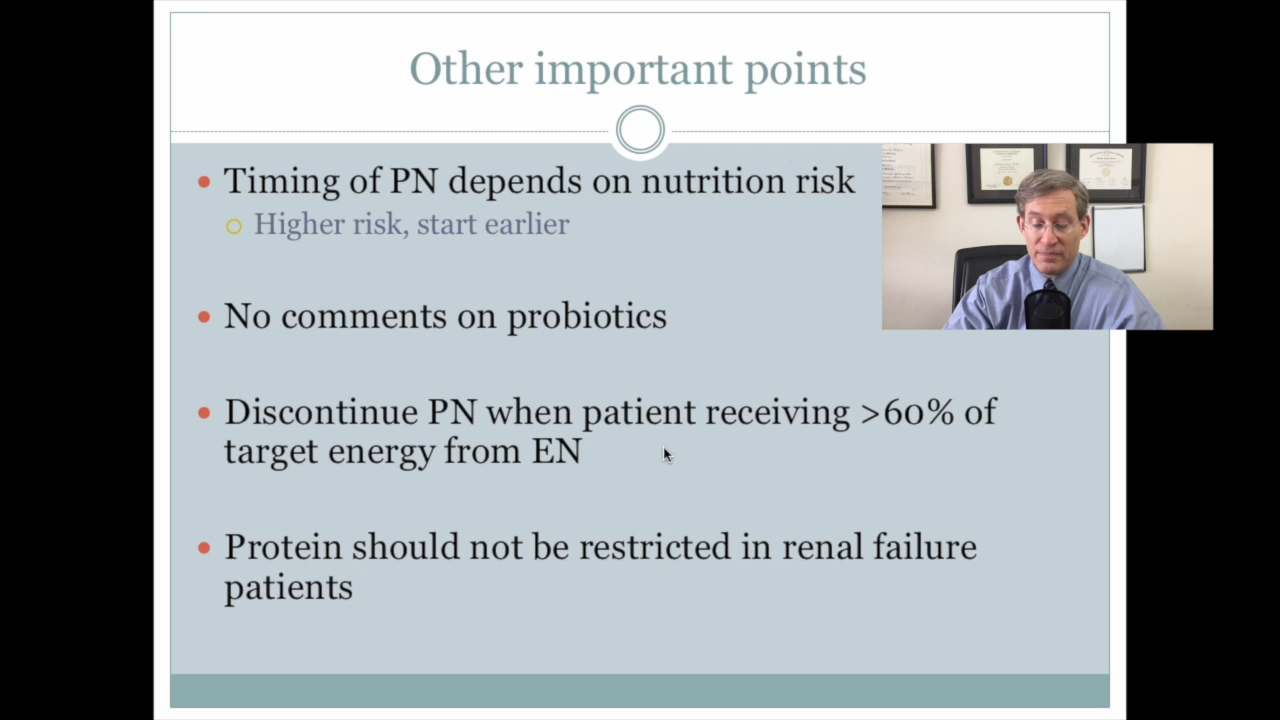 Other important points
Timing of PN depends on nutrition risk
Higher risk, start earlier
No comments on probiotics
Discontinue PN when patient receiving >60% of
target energy from EN
Protein should not be restricted in renal failure
patients